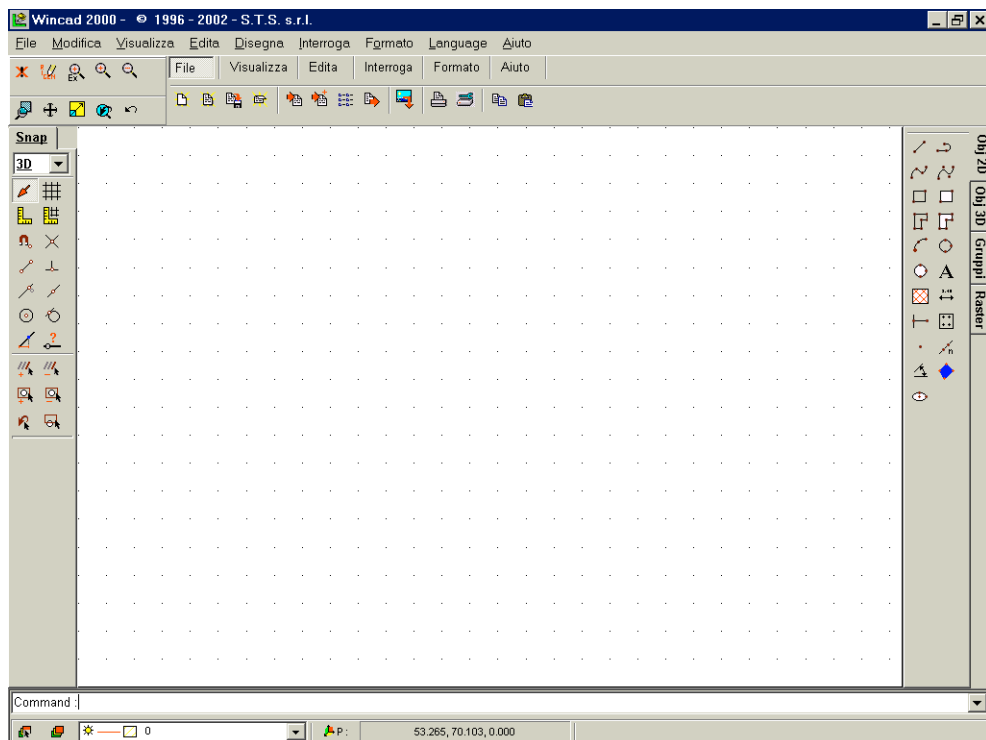 Wincad 2000 - © 1996 - 2002 - S.T.S. s.r.l.
File Modifica Visualizza Edita Disegna Interroga Formato Language Aiuto
File Visualizza Edita Interroga Formato Aiuto
EX
Snap
3D
Obj 2D
Obj 3D
Gruppi
Raster
A
n
?
Command :
0
P :
53.265, 70.103, 0.000